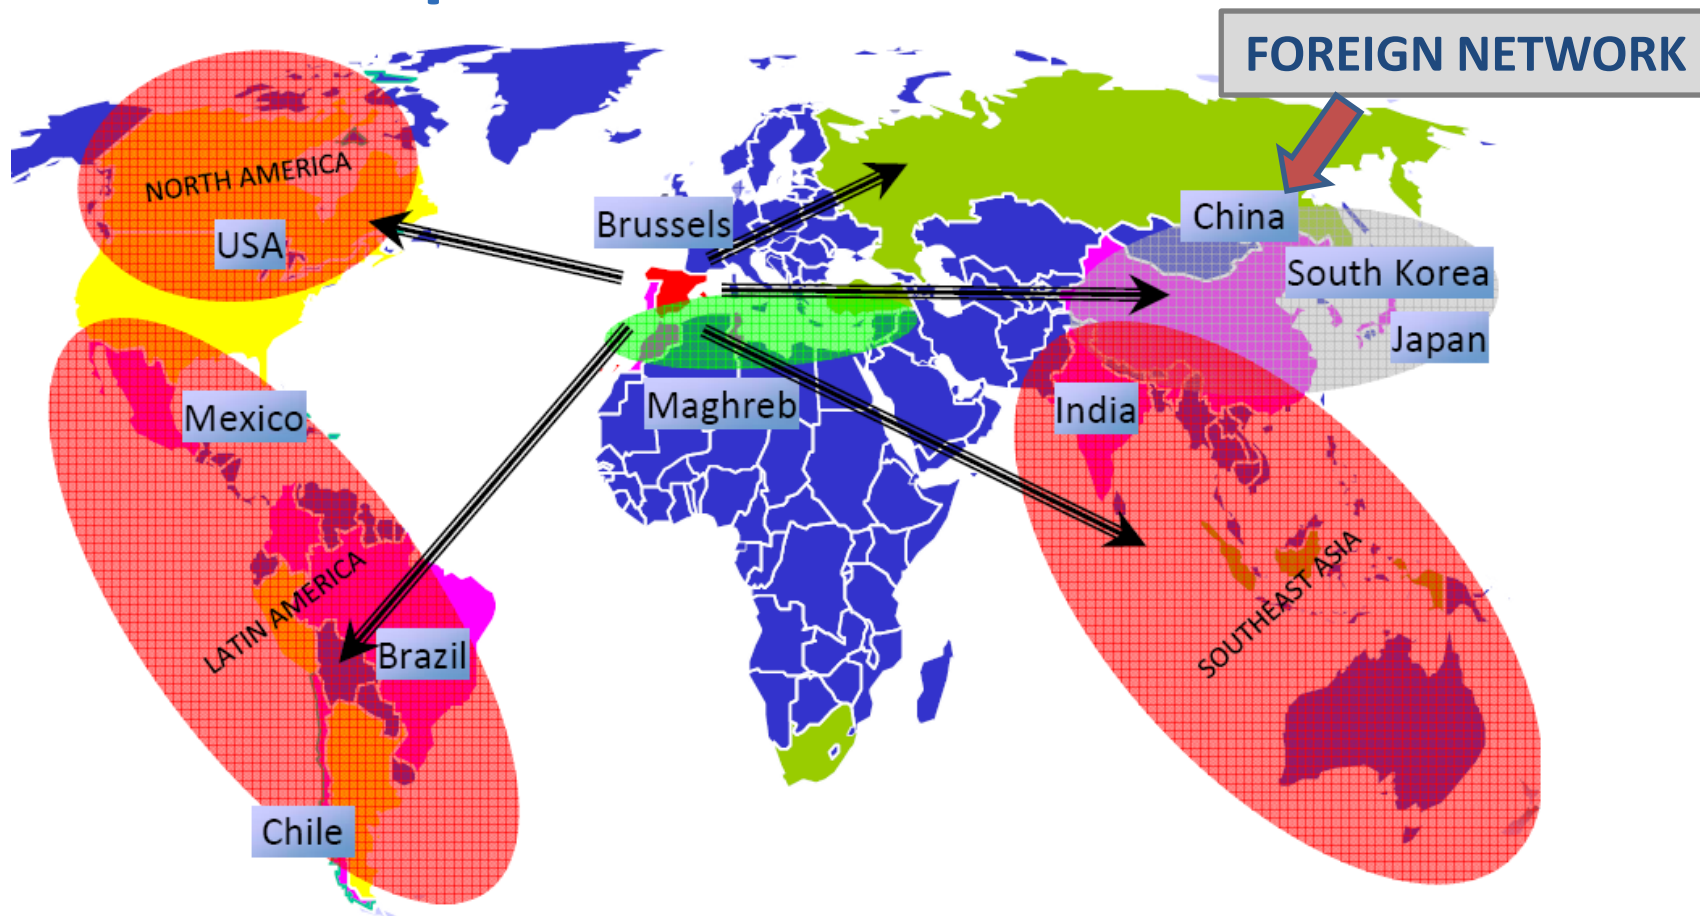 FOREIGN NETWORK
NORTH AMERICA
USA
Brussels
China
South Korea
Japan
Mexico
Maghreb
India
LATIN AMERICA
SOUTHEAST ASIA
Brazil
Chile